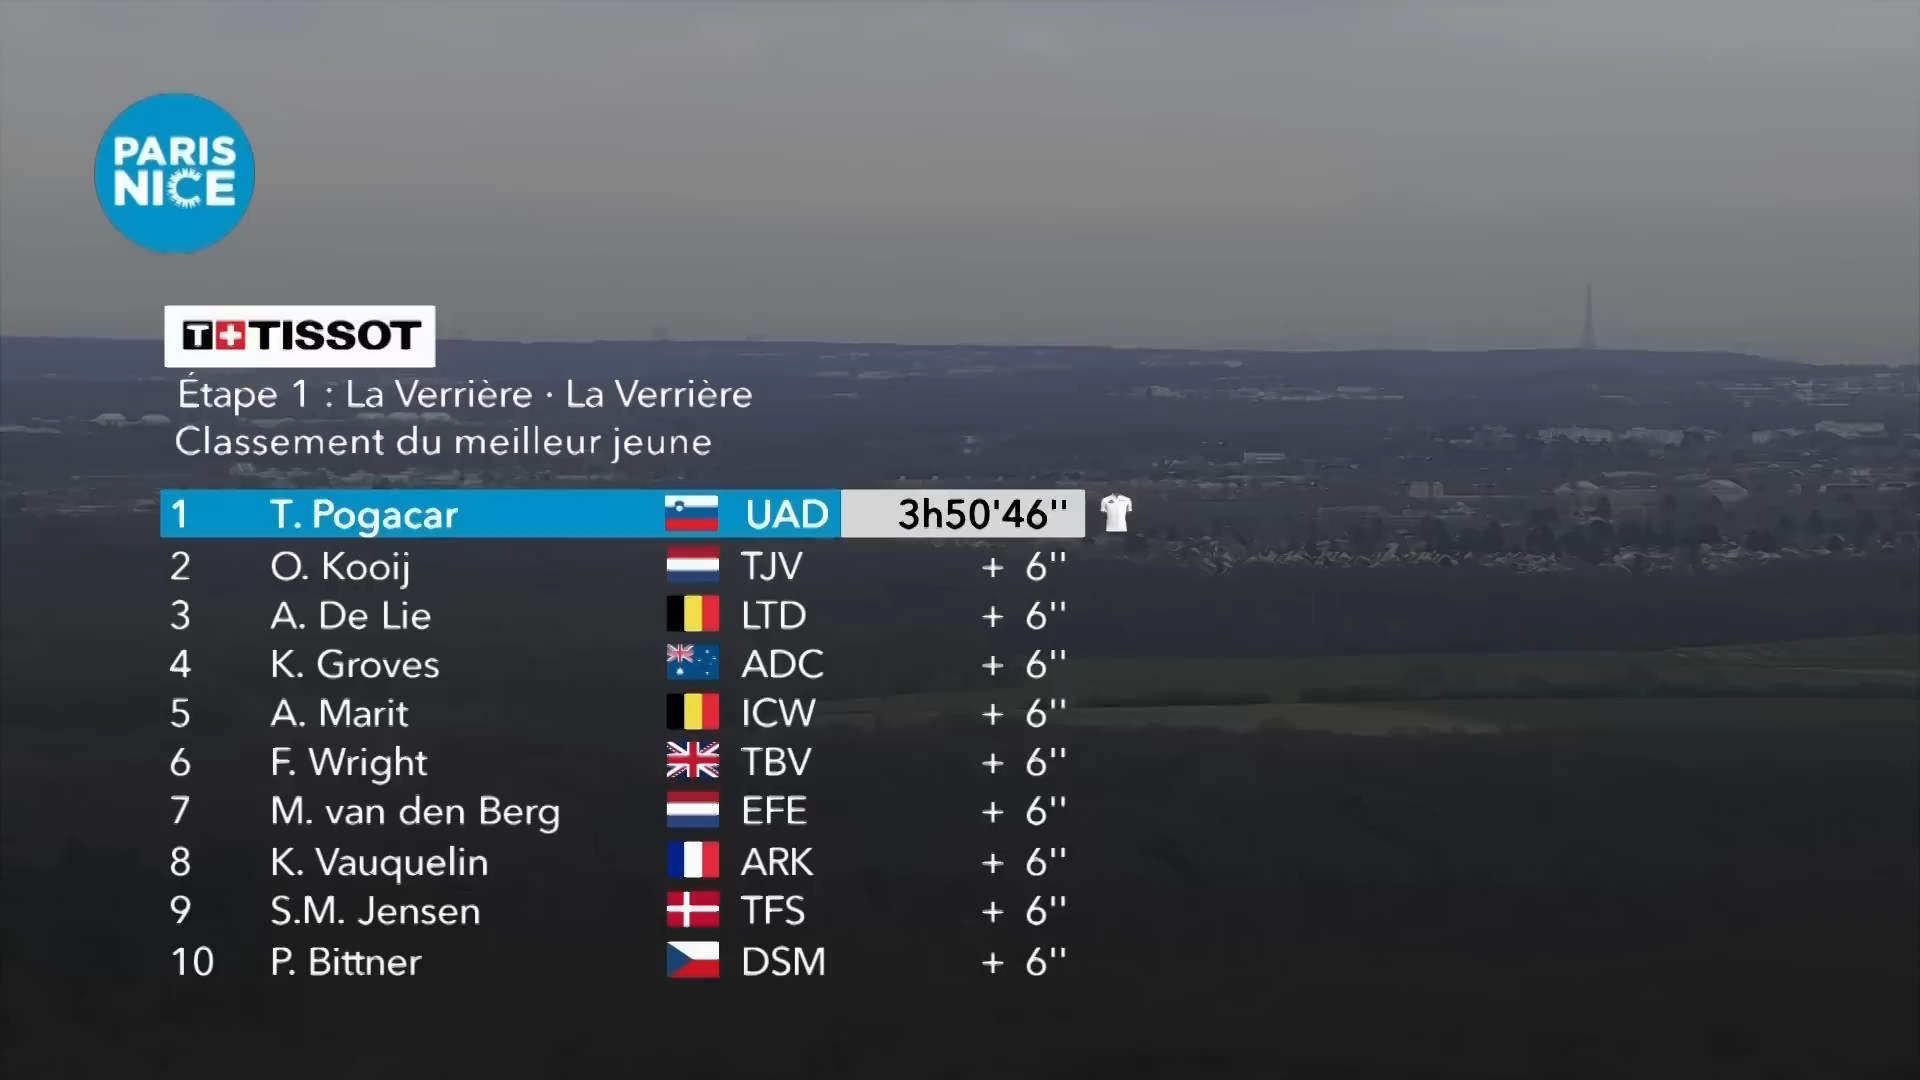 PARIS
NICE
T+TISSOT
Étape 1 : La Verrière · La Verrière
Classement du meilleur jeune
1 T. Pogacar UAD 3h50'46''
2 O. Kooij TJV + 6''
3 A. De Lie LTD + 6''
4 K. Groves ADC + 6''
5 A. Marit ICW + 6''
6 F. Wright TBV + 6''
7 M. van den Berg EFE + 6''
8 K. Vauquelin ARK + 6''
9 S.M. Jensen TFS + 6''
10 P. Bittner DSM + 6''